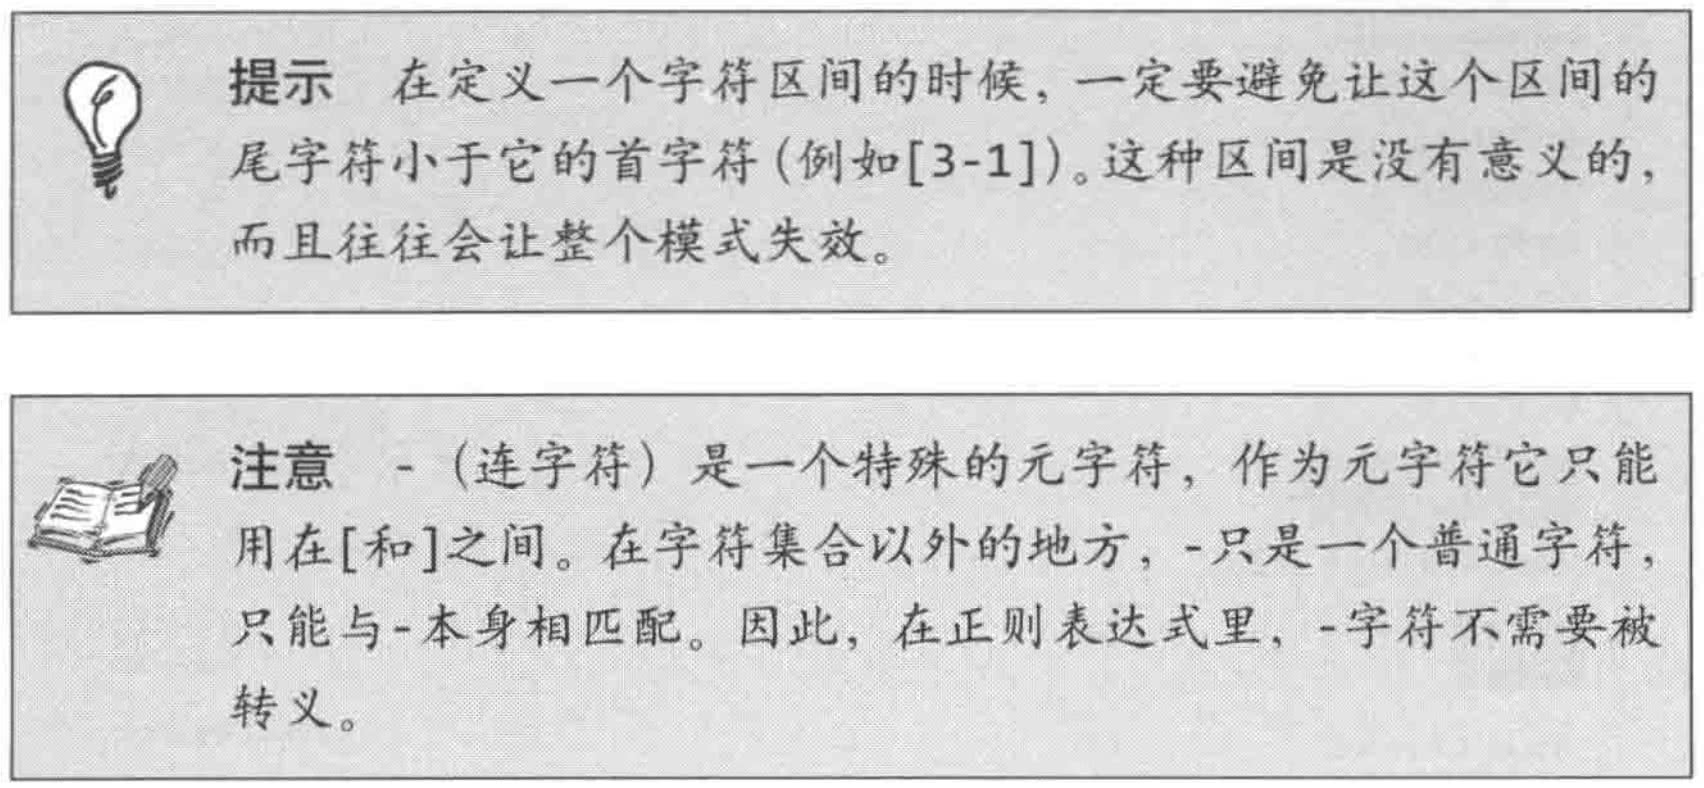 提示 在定义一个字符区间的时候，一定要避免让这个区间的
尾字符小于它的首字符（例如[3-1]）。这种区间是没有意义的，
而且往往会让整个模式失效。
注意 -（连字符）是一个特殊的元字符，作为元字符它只能
用在[和]之间。在字符集合以外的地方，-只是一个普通字符，
只能与-本身相匹配。因此，在正则表达式里，-字符不需要被
转义。